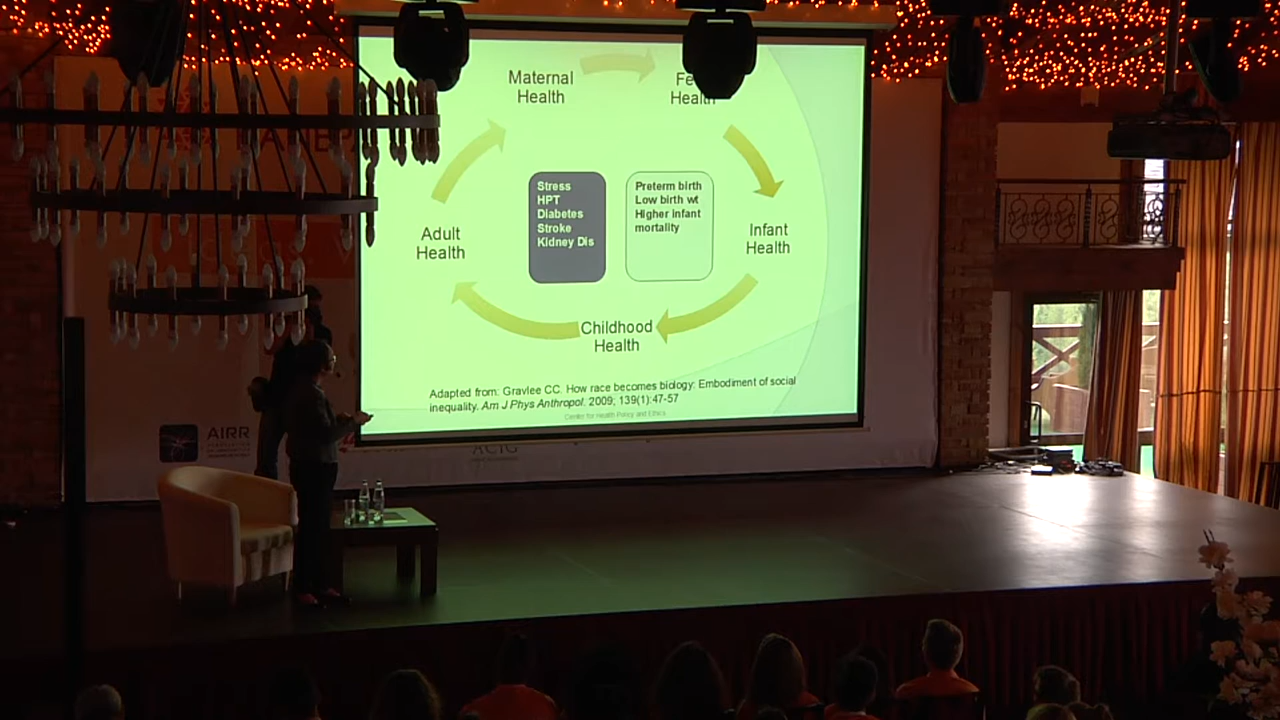 Maternal
Health
Health
Stress
HPT
Diabetes
Stroke
Kidney Dis
Preterm birth
Low birth wt
Higher infant
mortality
Adult
Health
Infant
Health
Childhood
Health
Adapted from: Gravlee CC. How race becomes biology: Embodiment of social
inequality. Am J Phys Anthropol. 2009; 139(1):47-57
Center for Health Policy and Ethics
AIRR